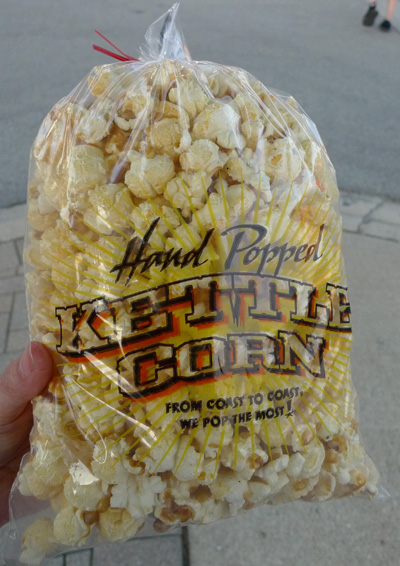 Hand Popped
KETTLE
CORN
FROM COAST TO COAST,
WE POP THE MOST!